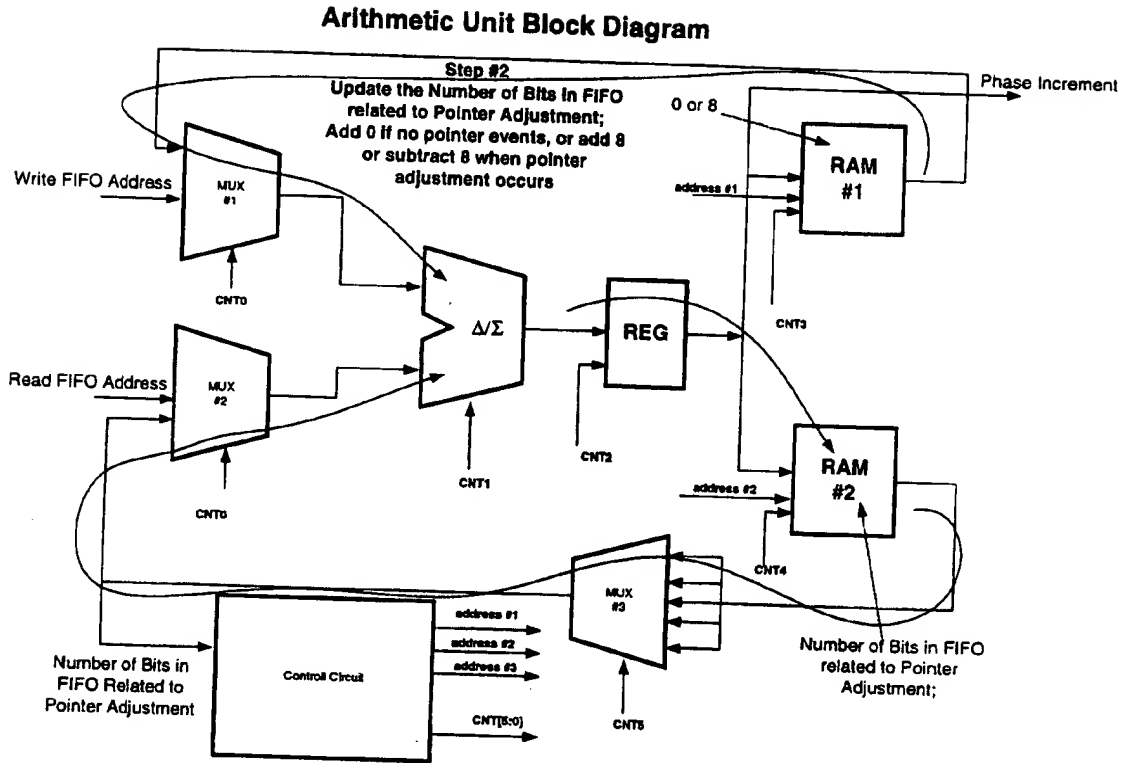 Arithmetic Unit Block Diagram
Step #2
Update the Number of Bits in FIFO
related to Pointer Adjustment;
Add 0 if no pointer events, or add 8
or subtract 8 when pointer
adjustment occurs
Phase Increment
0 or 8
RAM
#1
address #1
CNT3
Write FIFO Address
MUX
#1
CNT0
Δ/Σ
CNT1
REG
CNT2
Read FIFO Address
MUX
#2
CNT0
RAM
#2
address #2
CNT4
MUX
#3
CNT5
Number of Bits in FIFO
related to Pointer
Adjustment;
Number of Bits in
FIFO Related to
Pointer Adjustment
Controll Circuit
address #1
address #2
address #3
CNT[5:0]